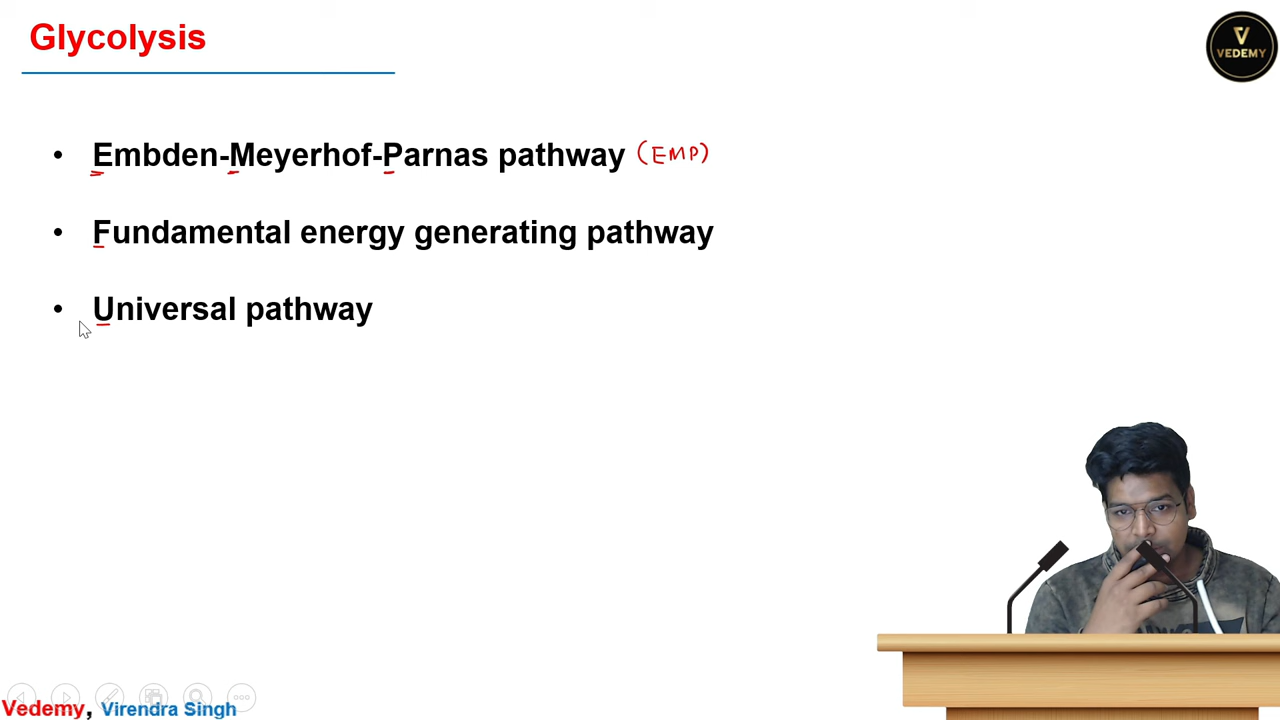 Glycolysis
VEDEMY
• Embden-Meyerhof-Parnas pathway (EMP)
• Fundamental energy generating pathway
• Universal pathway
Vedemy, Virendra Singh